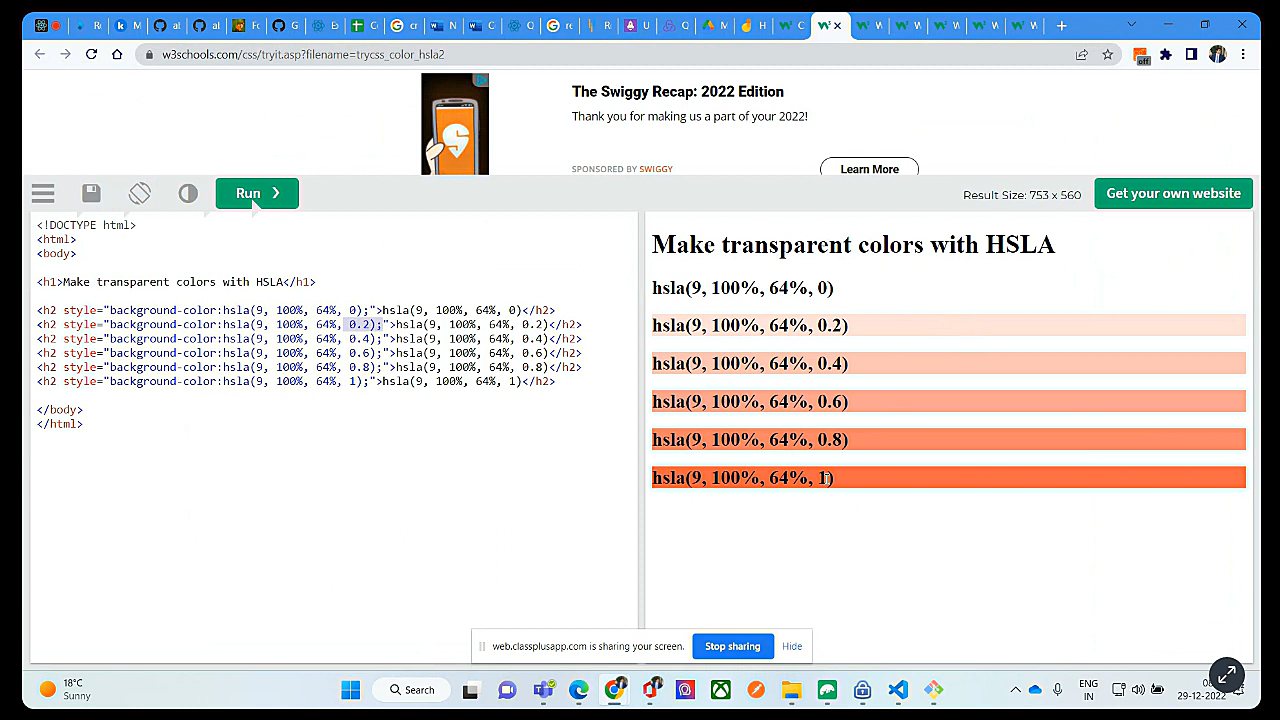 w3schools.com/css/tryit.asp?filename=trycss_color_hsla2
off
The Swiggy Recap: 2022 Edition
Thank you for making us a part of your 2022!
SPONSORED BY SWIGGY
Learn More
Run ❯
Result Size: 753 x 560
Get your own website
<!DOCTYPE html>
<html>
<body>
<h1>Make transparent colors with HSLA</h1>
<h2 style="background-color:hsla(9, 100%, 64%, 0);">hsla(9, 100%, 64%, 0)</h2>
<h2 style="background-color:hsla(9, 100%, 64%, 0.2);">hsla(9, 100%, 64%, 0.2)</h2>
<h2 style="background-color:hsla(9, 100%, 64%, 0.4);">hsla(9, 100%, 64%, 0.4)</h2>
<h2 style="background-color:hsla(9, 100%, 64%, 0.6);">hsla(9, 100%, 64%, 0.6)</h2>
<h2 style="background-color:hsla(9, 100%, 64%, 0.8);">hsla(9, 100%, 64%, 0.8)</h2>
<h2 style="background-color:hsla(9, 100%, 64%, 1);">hsla(9, 100%, 64%, 1)</h2>
</body>
</html>
Make transparent colors with HSLA
hsla(9, 100%, 64%, 0)
hsla(9, 100%, 64%, 0.2)
hsla(9, 100%, 64%, 0.4)
hsla(9, 100%, 64%, 0.6)
hsla(9, 100%, 64%, 0.8)
hsla(9, 100%, 64%, 1)
web.classplusapp.com is sharing your screen.
Stop sharing
Hide
18°C
Sunny
Search
ENG
IN
29-12-2022